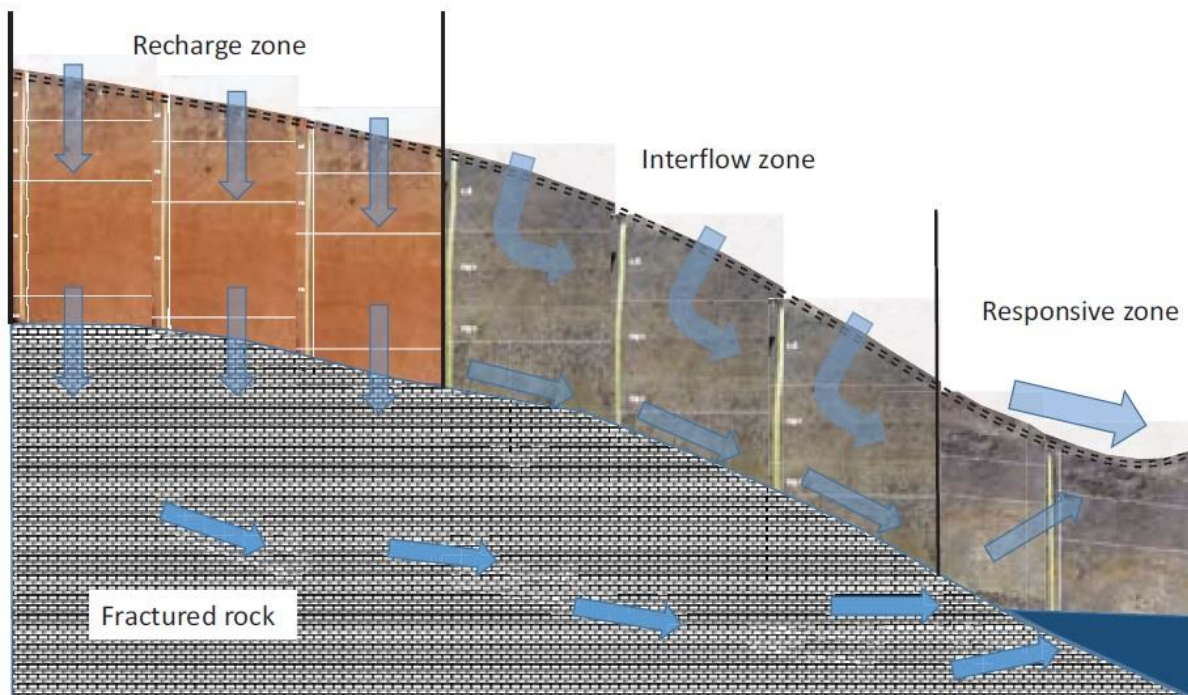 Recharge zone
Interflow zone
Responsive zone
Fractured rock